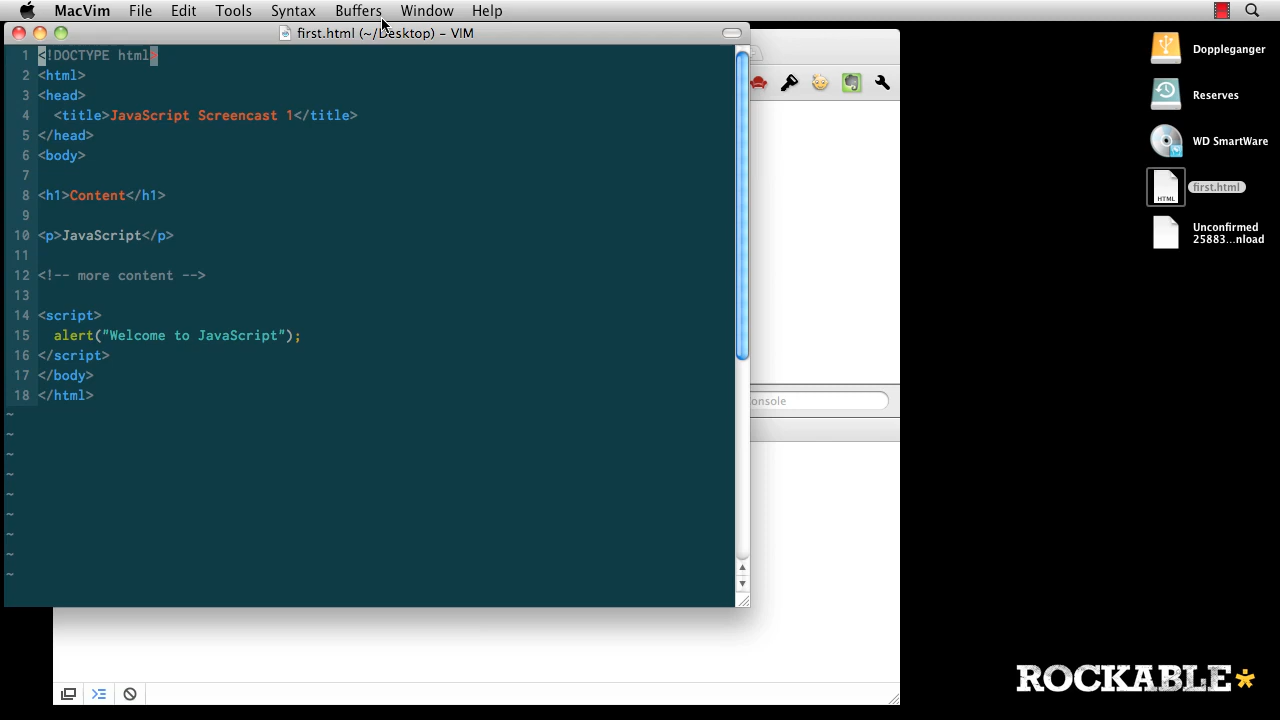 MacVim File Edit Tools Syntax Buffers Window Help
first.html (~/Desktop) – VIM
1 <!DOCTYPE html>
2 <html>
3 <head>
4 <title>JavaScript Screencast 1</title>
5 </head>
6 <body>
7
8 <h1>Content</h1>
9
10 <p>JavaScript</p>
11
12 <!-- more content -->
13
14 <script>
15 alert("Welcome to JavaScript");
16 </script>
17 </body>
18 </html>
~
~
~
~
~
~
~
~
~
onsole
Doppleganger
Reserves
WD SmartWare
HTML
first.html
Unconfirmed
25883...nload
ROCKABLE